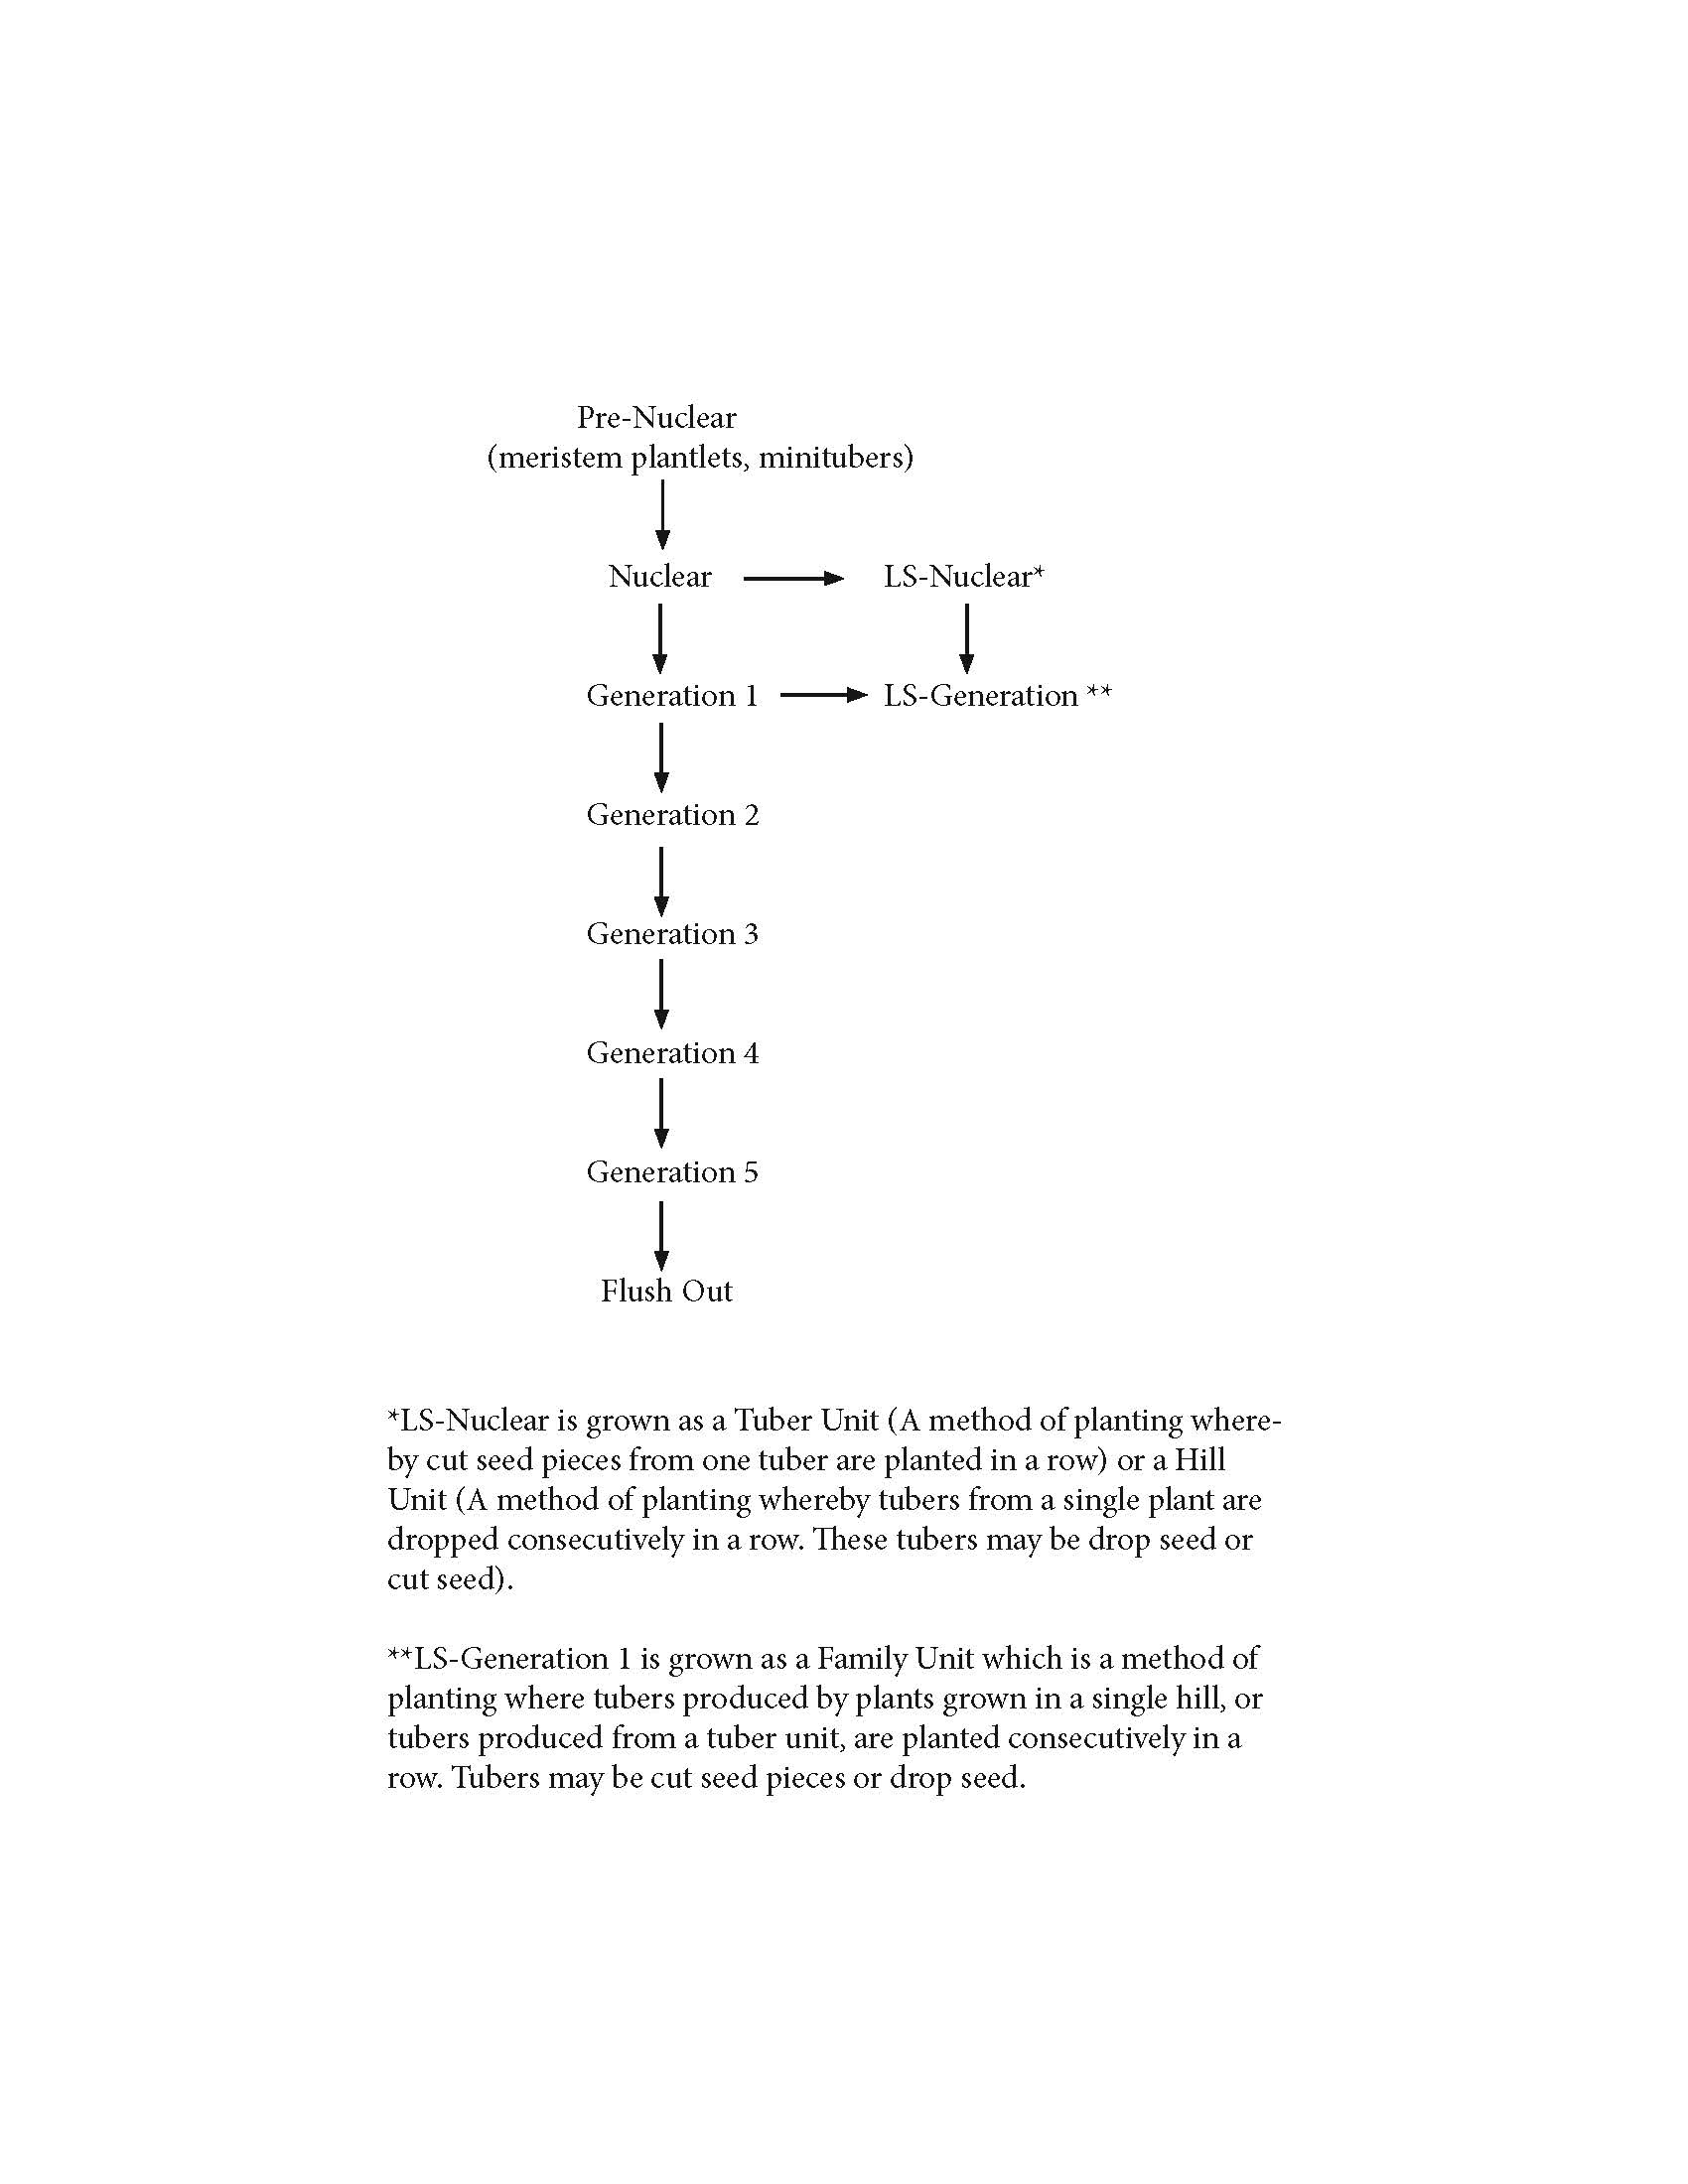 Pre-Nuclear
(meristem plantlets, minitubers)
Nuclear
LS-Nuclear*
Generation 1
LS-Generation **
Generation 2
Generation 3
Generation 4
Generation 5
Flush Out
*LS-Nuclear is grown as a Tuber Unit (A method of planting where-
by cut seed pieces from one tuber are planted in a row) or a Hill
Unit (A method of planting whereby tubers from a single plant are
dropped consecutively in a row. These tubers may be drop seed or
cut seed).
**LS-Generation 1 is grown as a Family Unit which is a method of
planting where tubers produced by plants grown in a single hill, or
tubers produced from a tuber unit, are planted consecutively in a
row. Tubers may be cut seed pieces or drop seed.